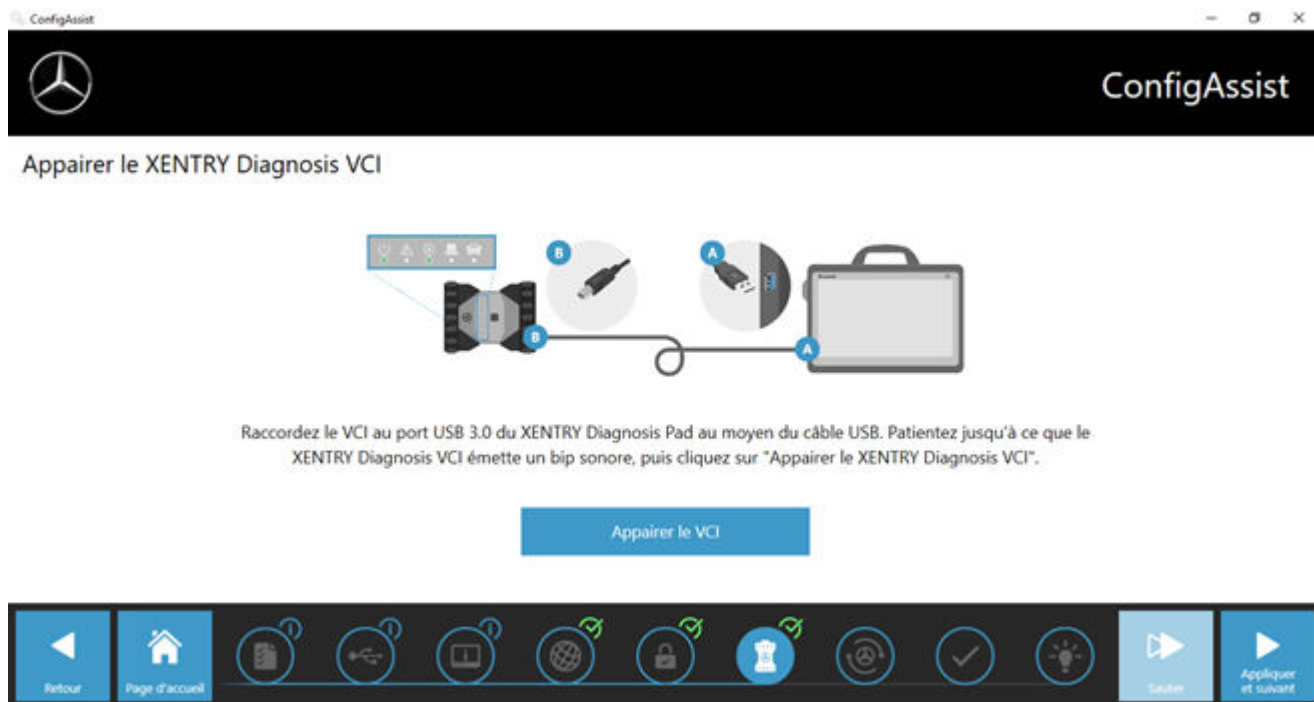 ConfigAssist
ConfigAssist
Appairer le XENTRY Diagnosis VCI
B
A
B
A
Raccordez le VCI au port USB 3.0 du XENTRY Diagnosis Pad au moyen du câble USB. Patientez jusqu'à ce que le
XENTRY Diagnosis VCI émette un bip sonore, puis cliquez sur "Appairer le XENTRY Diagnosis VCI".
Appairer le VCI
Retour
Page d'accueil
Sauter
Appliquer
et suivant